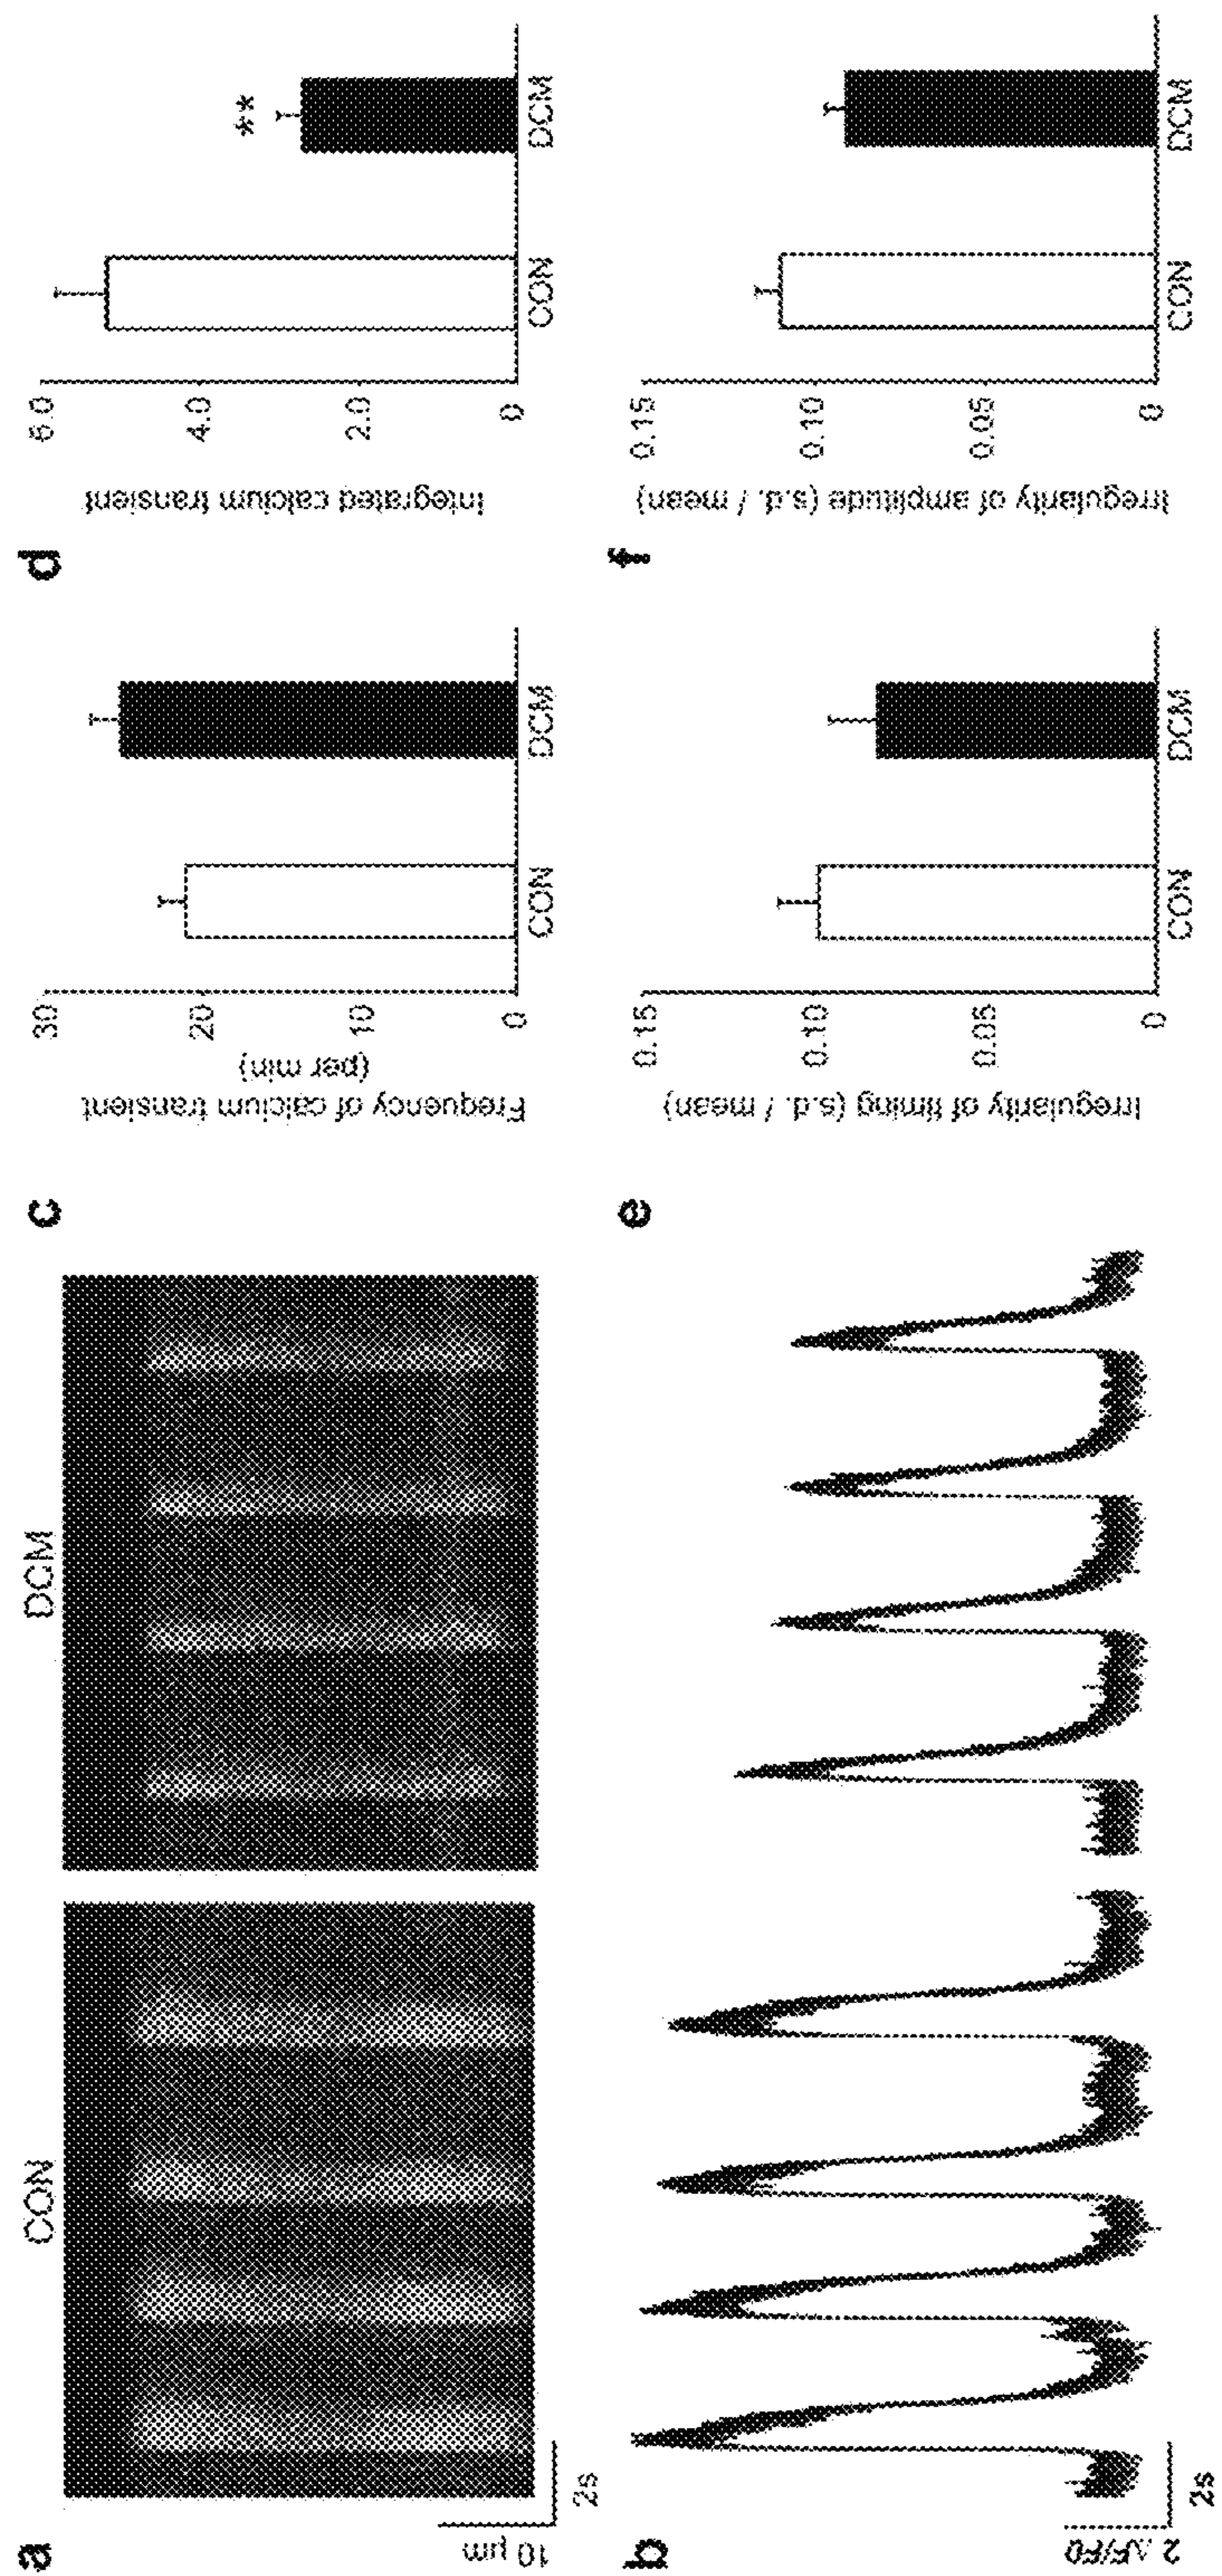 a
CON
DCM
10 µm
2s
b
2 ΔF/F0
2s
c
Frequency of calcium transient
(per min)
30
20
10
0
CON
DCM
d
Integrated calcium transient
6.0
4.0
2.0
0
**
CON
DCM
e
Irregularity of timing (s.d. / mean)
0.15
0.10
0.05
0
CON
DCM
f
Irregularity of amplitude (s.d. / mean)
0.15
0.10
0.05
0
CON
DCM